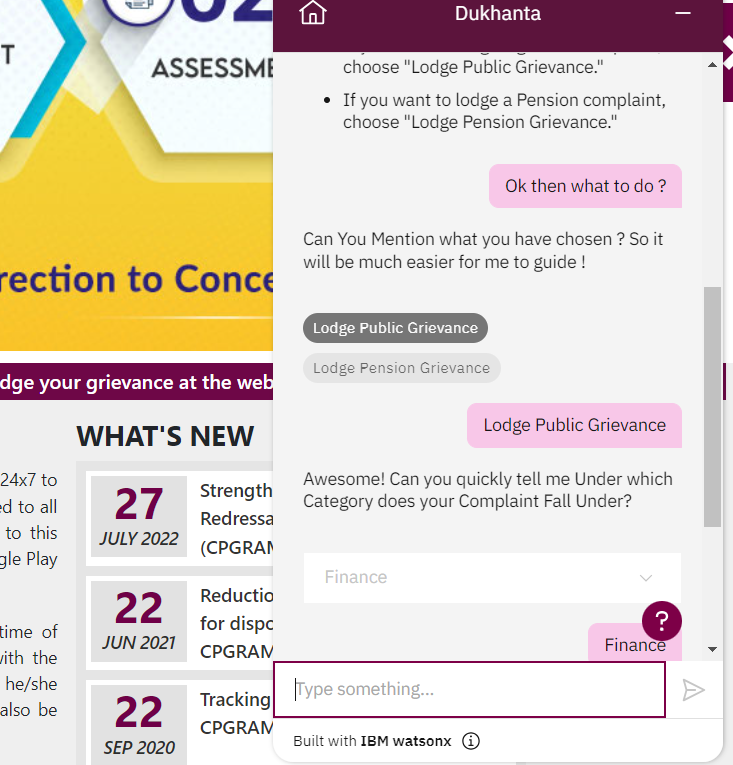 02
T
ASSESSME
rection to Conce
dge your grievance at the web
WHAT'S NEW
24x7 to
ed to all
to this
gle Play
time of
with the
he/she
also be
27
JULY 2022
Strength
Redressa
(CPGRAM
22
JUN 2021
Reductio
for dispo
CPGRAM
22
SEP 2020
Tracking
CPGRAM
Dukhanta
choose "Lodge Public Grievance."
• If you want to lodge a Pension complaint,
choose "Lodge Pension Grievance."
Ok then what to do ?
Can You Mention what you have chosen ? So it
will be much easier for me to guide !
Lodge Public Grievance
Lodge Pension Grievance
Lodge Public Grievance
Awesome! Can you quickly tell me Under which
Category does your Complaint Fall Under?
Finance
?
Finance
Type something...
Built with IBM watsonx